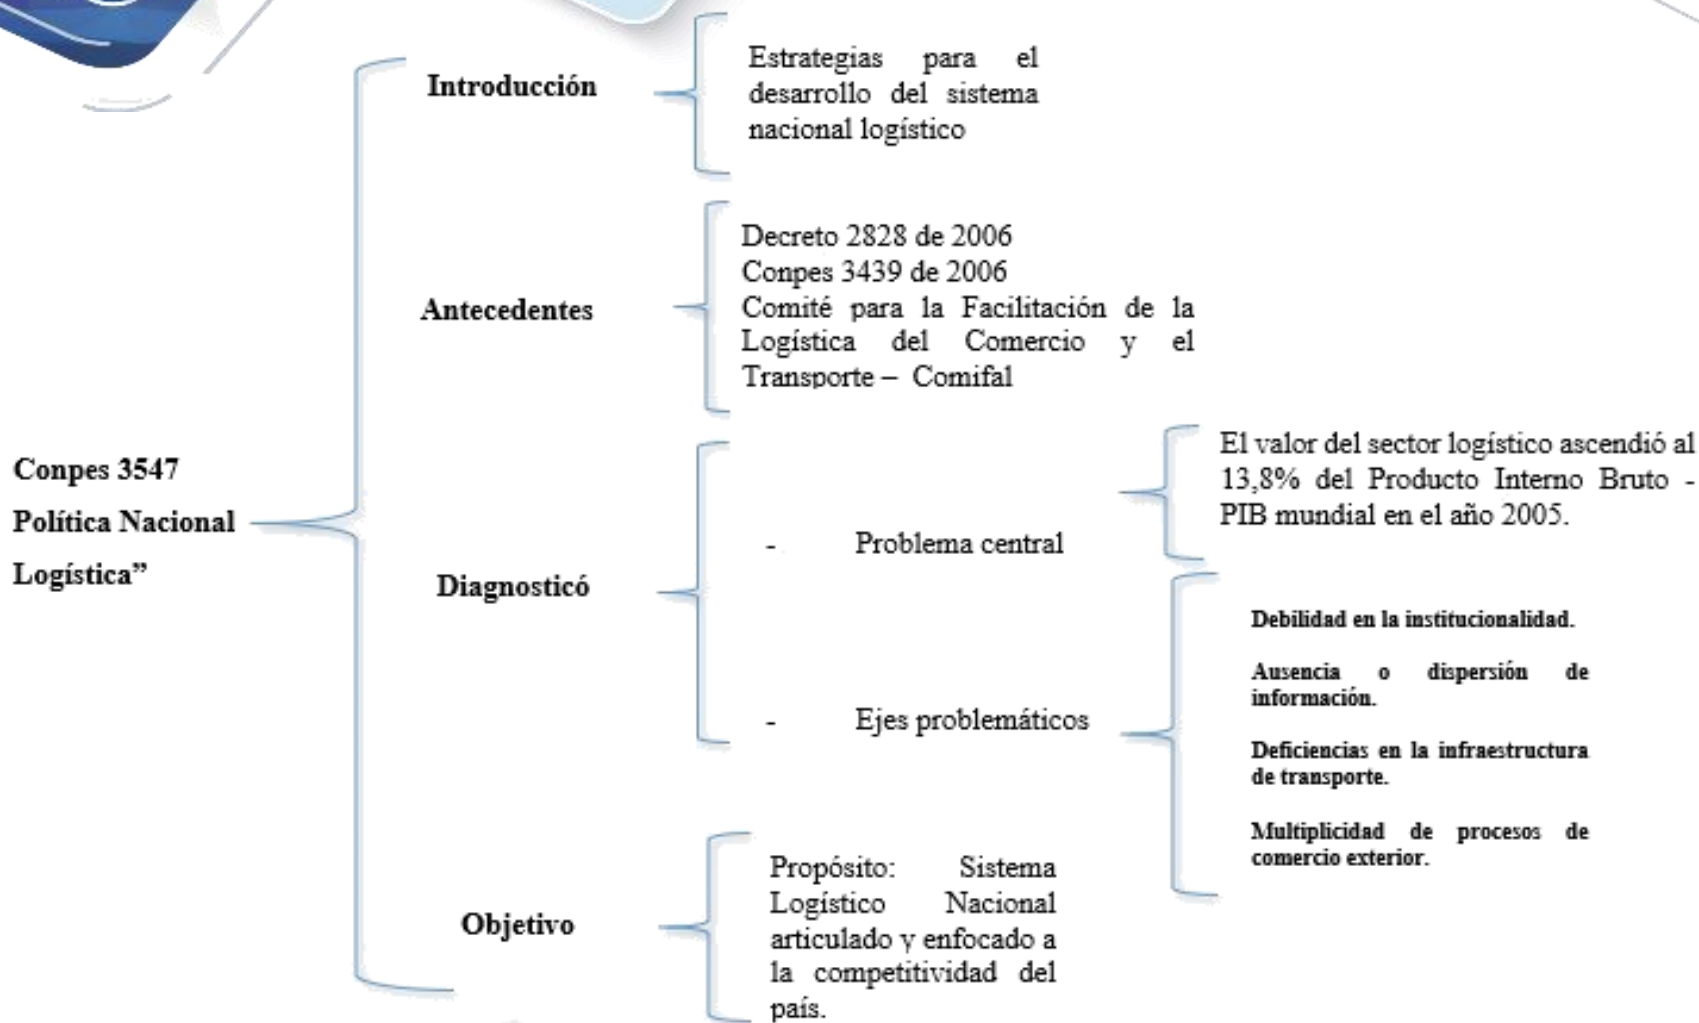 Conpes 3547
Política Nacional
Logística”
Introducción
Estrategias para el
desarrollo del sistema
nacional logístico
Antecedentes
Decreto 2828 de 2006
Conpes 3439 de 2006
Comité para la Facilitación de la
Logística del Comercio y el
Transporte – Comifal
Diagnosticó
- Problema central
El valor del sector logístico ascendió al
13,8% del Producto Interno Bruto -
PIB mundial en el año 2005.
- Ejes problemáticos
Debilidad en la institucionalidad.
Ausencia o dispersión de
información.
Deficiencias en la infraestructura
de transporte.
Multiplicidad de procesos de
comercio exterior.
Objetivo
Propósito: Sistema
Logístico Nacional
articulado y enfocado a
la competitividad del
país.